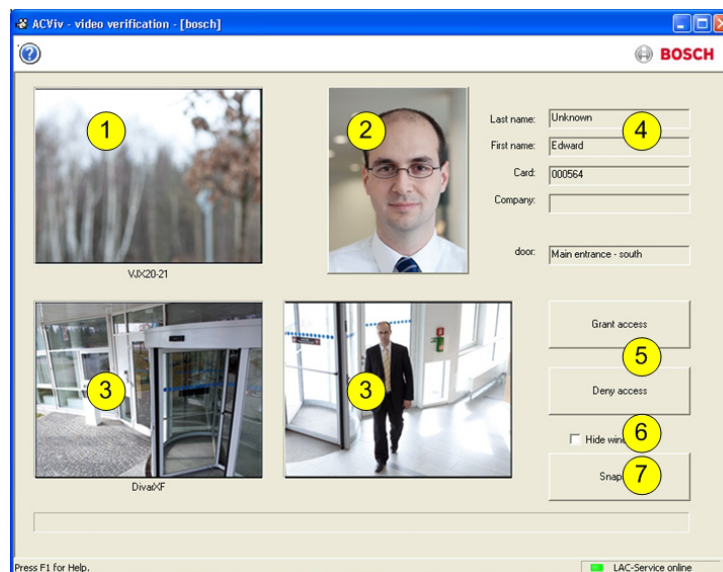 ACViv - video verification - [bosch]
BOSCH
1
2
Last name: Unknown
4
First name: Edward
Card: 000564
Company:
VJX20-21
door: Main entrance - south
3
3
Grant access
5
Deny access
Hide
6
7
DivarXF
Press F1 for Help.
LAC-Service online